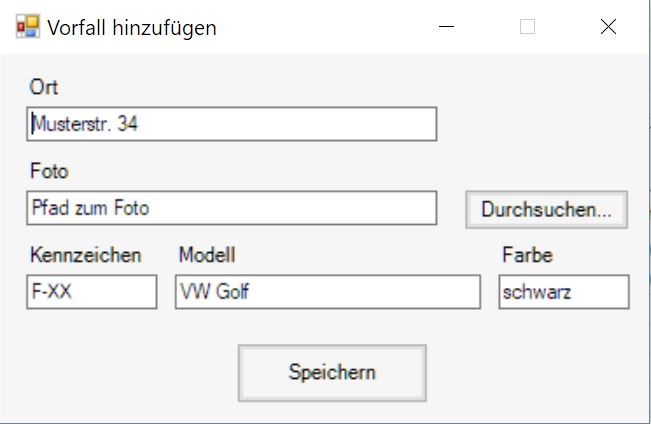 Vorfall hinzufügen
Ort
Musterstr. 34
Foto
Pfad zum Foto
Durchsuchen...
Kennzeichen Modell Farbe
F-XX VW Golf schwarz
Speichern